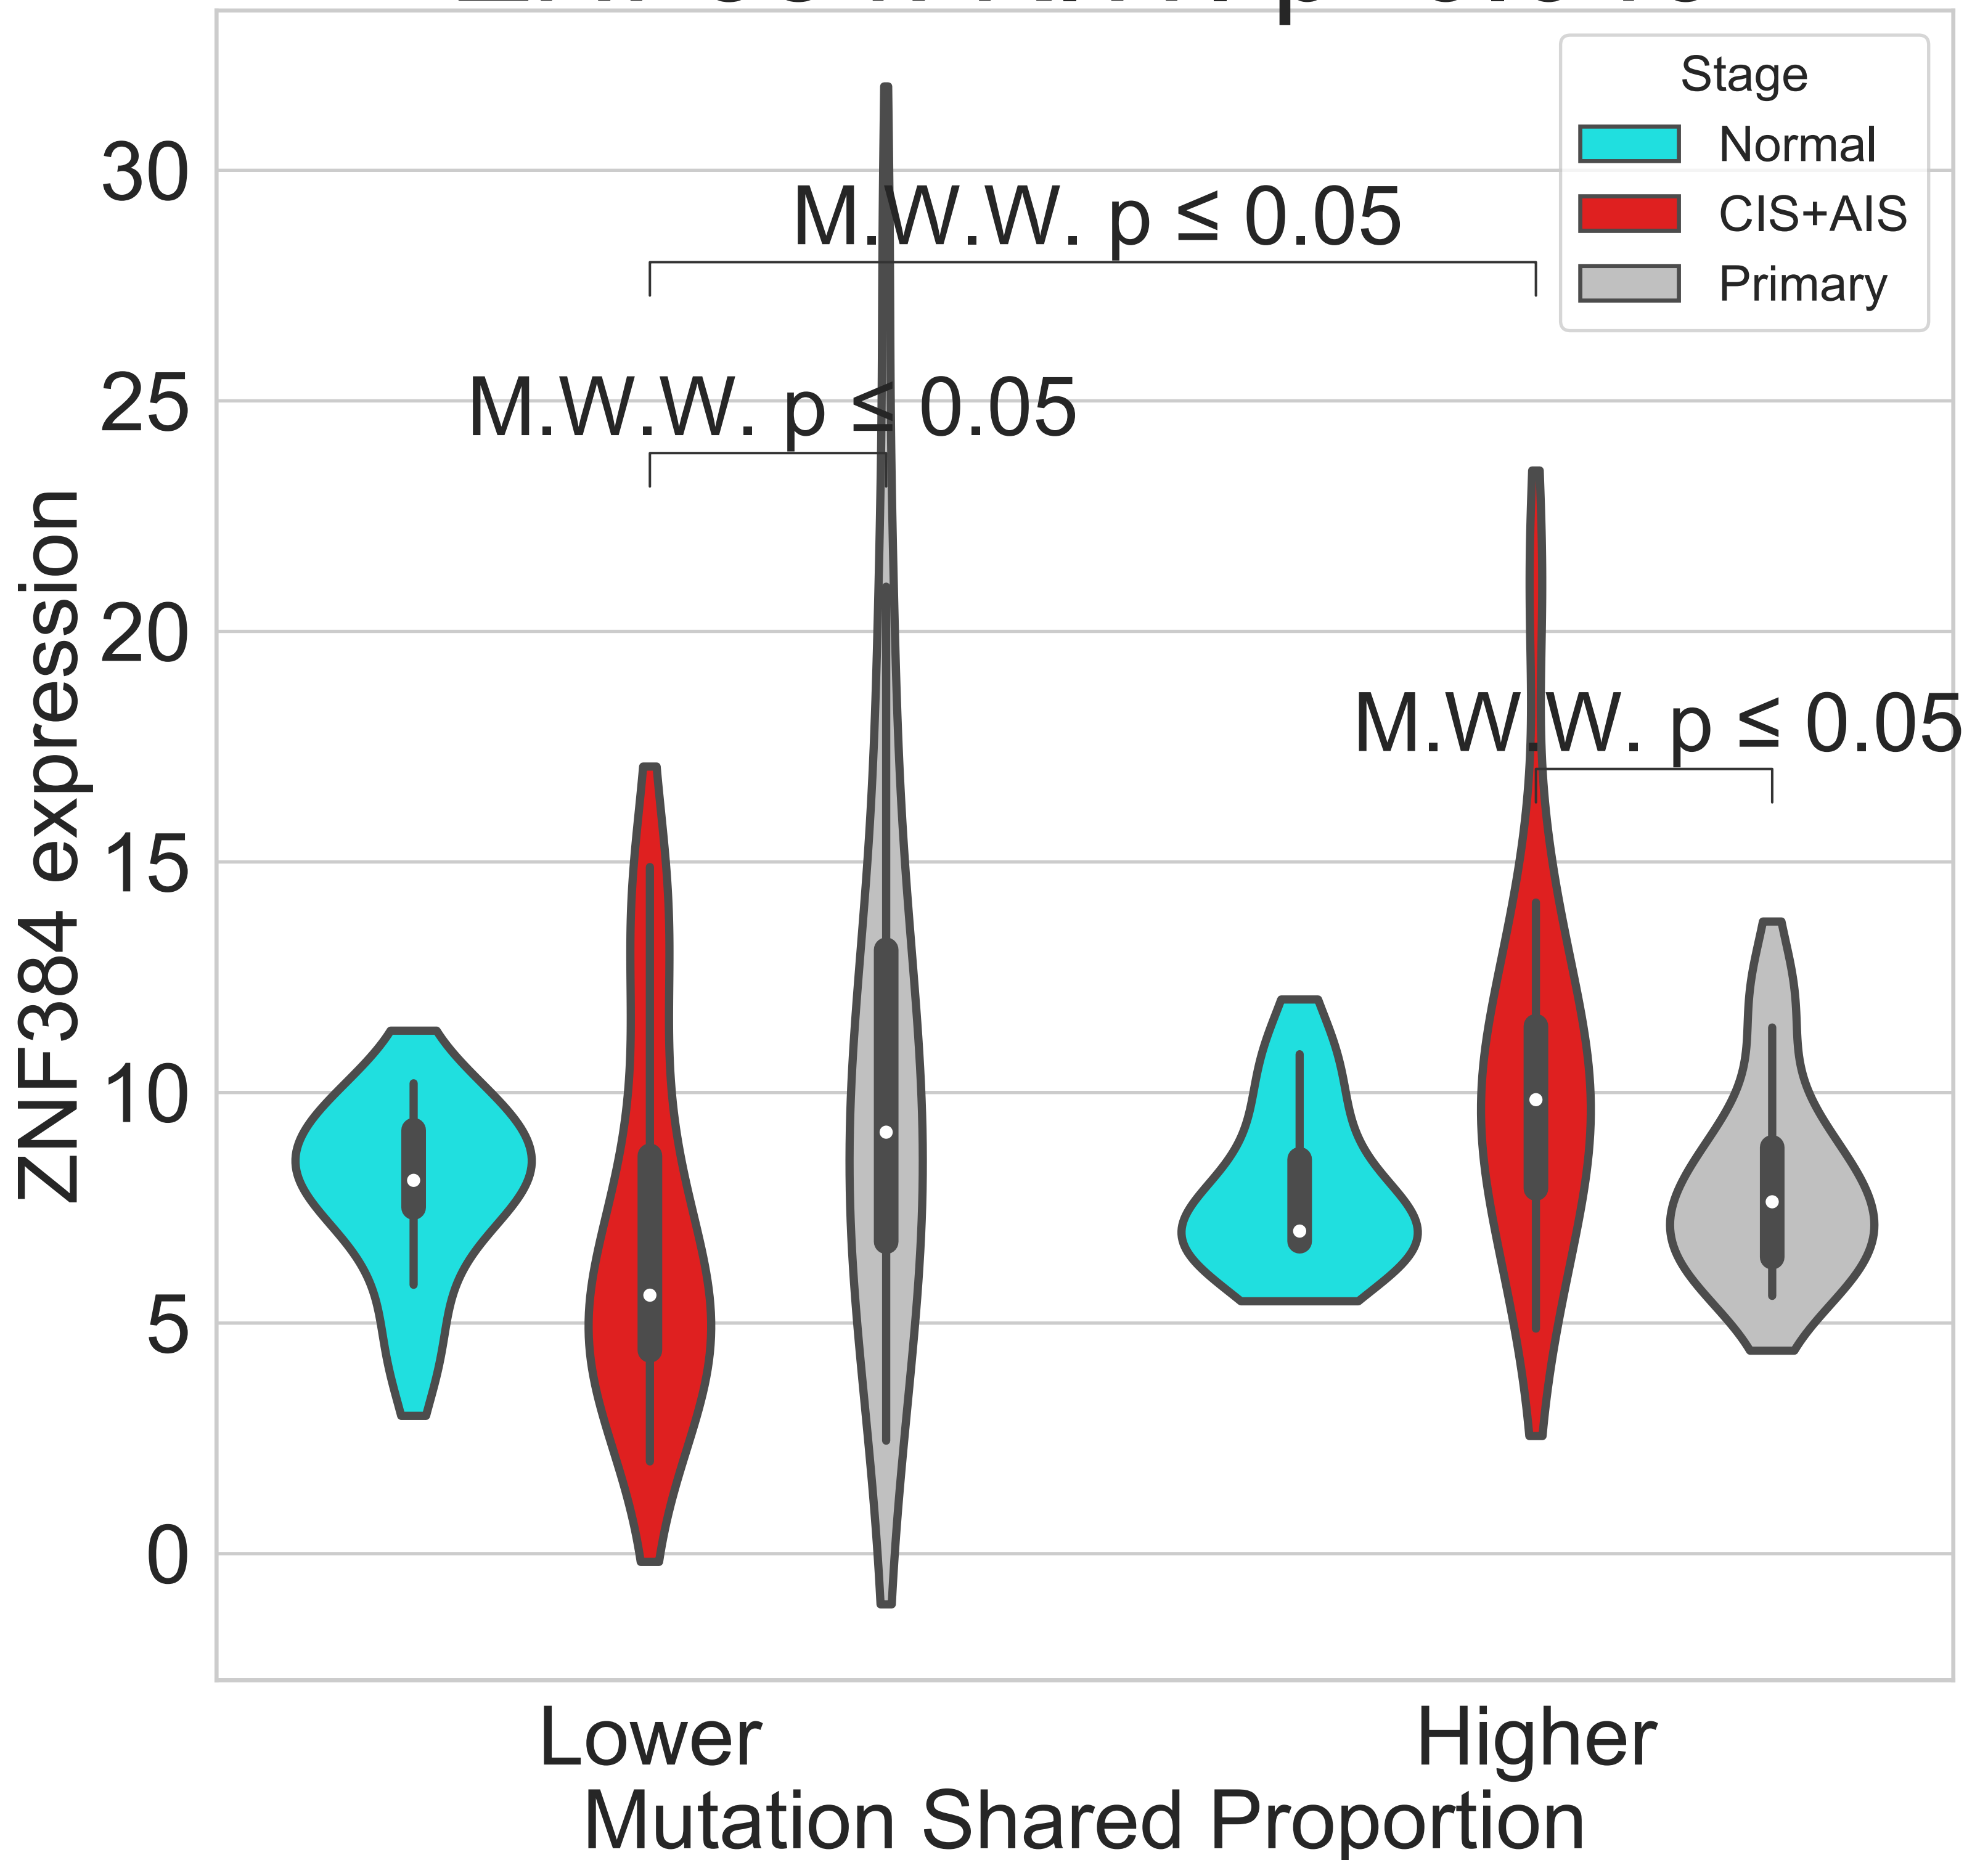 Stage
Normal
CIS+AIS
Primary
M.W.W. p ≤ 0.05
M.W.W. p ≤ 0.05
M.W.W. p ≤ 0.05
30
25
20
15
10
5
0
ZNF384 expression
Lower
Higher
Mutation Shared Proportion